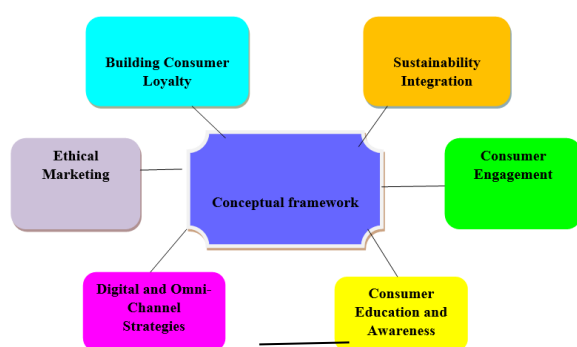 Building Consumer
Loyalty
Sustainability
Integration
Ethical
Marketing
Consumer
Engagement
Conceptual framework
Digital and Omni-
Channel
Strategies
Consumer
Education and
Awareness